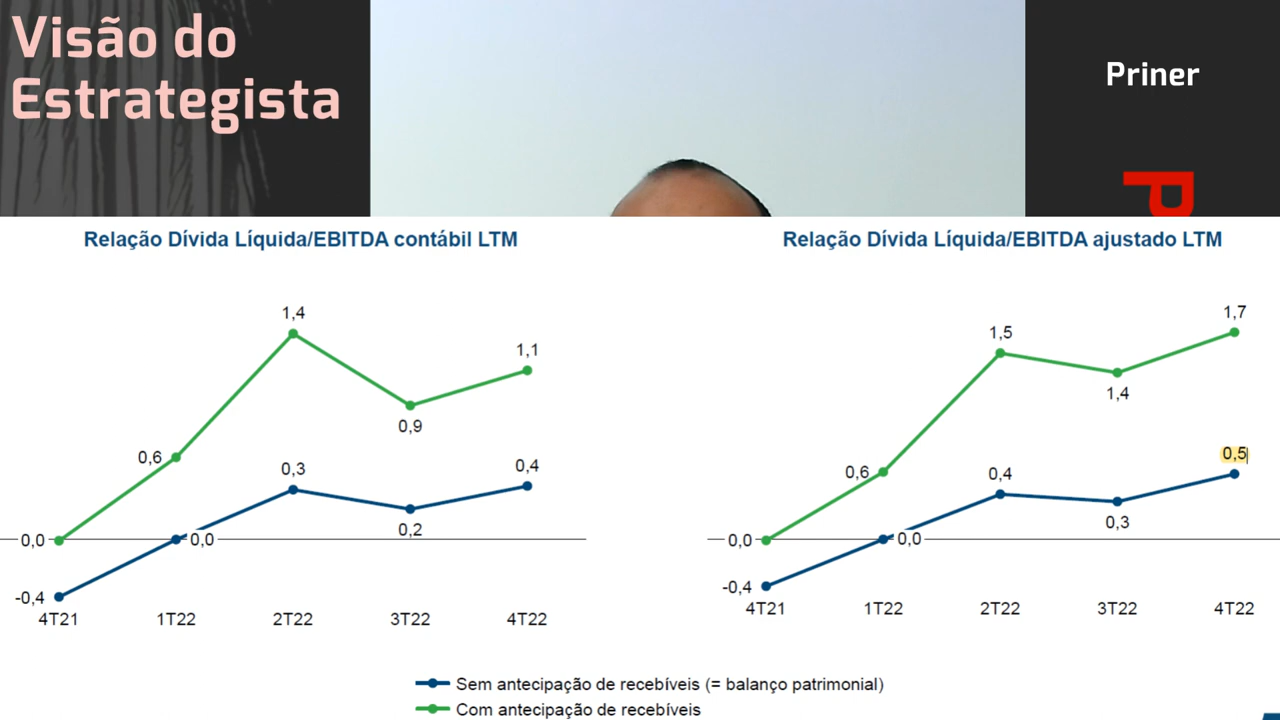 Visão do
Estrategista
Priner
P
Relação Dívida Líquida/EBITDA contábil LTM
1,4
1,1
0,9
0,6
0,3
0,4
0,2
0,0
0,0
-0,4
4T21 1T22 2T22 3T22 4T22
Relação Dívida Líquida/EBITDA ajustado LTM
1,7
1,5
1,4
0,6
0,5
0,4
0,3
0,0
0,0
-0,4
4T21 1T22 2T22 3T22 4T22
Sem antecipação de recebíveis (= balanço patrimonial)
Com antecipação de recebíveis